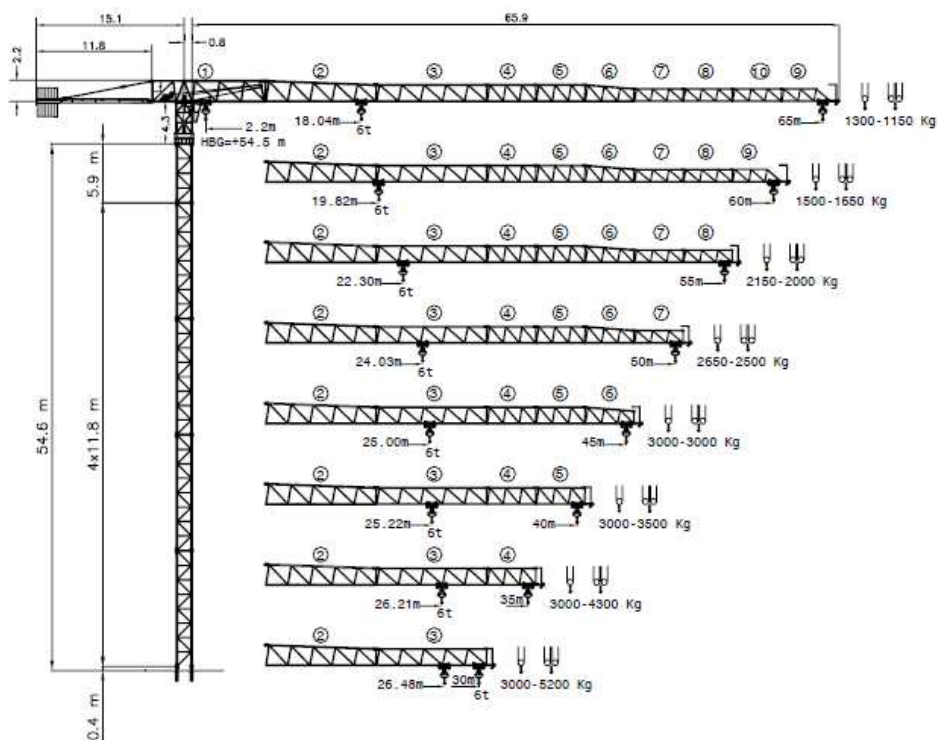 15.1
65.9
0.8
11.8
2.2
① ② ③ ④ ⑤ ⑥ ⑦ ⑧ ⑩ ⑨
4.3
2.2m
18.04m
6t
65m
1300-1150 Kg
HBG=+54.5 m
5.9 m
② ③ ④ ⑤ ⑥ ⑦ ⑧ ⑨
19.82m
6t
60m
1500-1650 Kg
② ③ ④ ⑤ ⑥ ⑦ ⑧
22.30m
6t
55m
2150-2000 Kg
② ③ ④ ⑤ ⑥ ⑦
24.03m
6t
50m
2650-2500 Kg
54.6 m
4x11.8 m
② ③ ④ ⑤ ⑥
25.00m
6t
45m
3000-3000 Kg
② ③ ④ ⑤
25.22m
6t
40m
3000-3500 Kg
② ③ ④
26.21m
6t
35m
3000-4300 Kg
② ③
26.48m
30m
6t
3000-5200 Kg
0.4 m